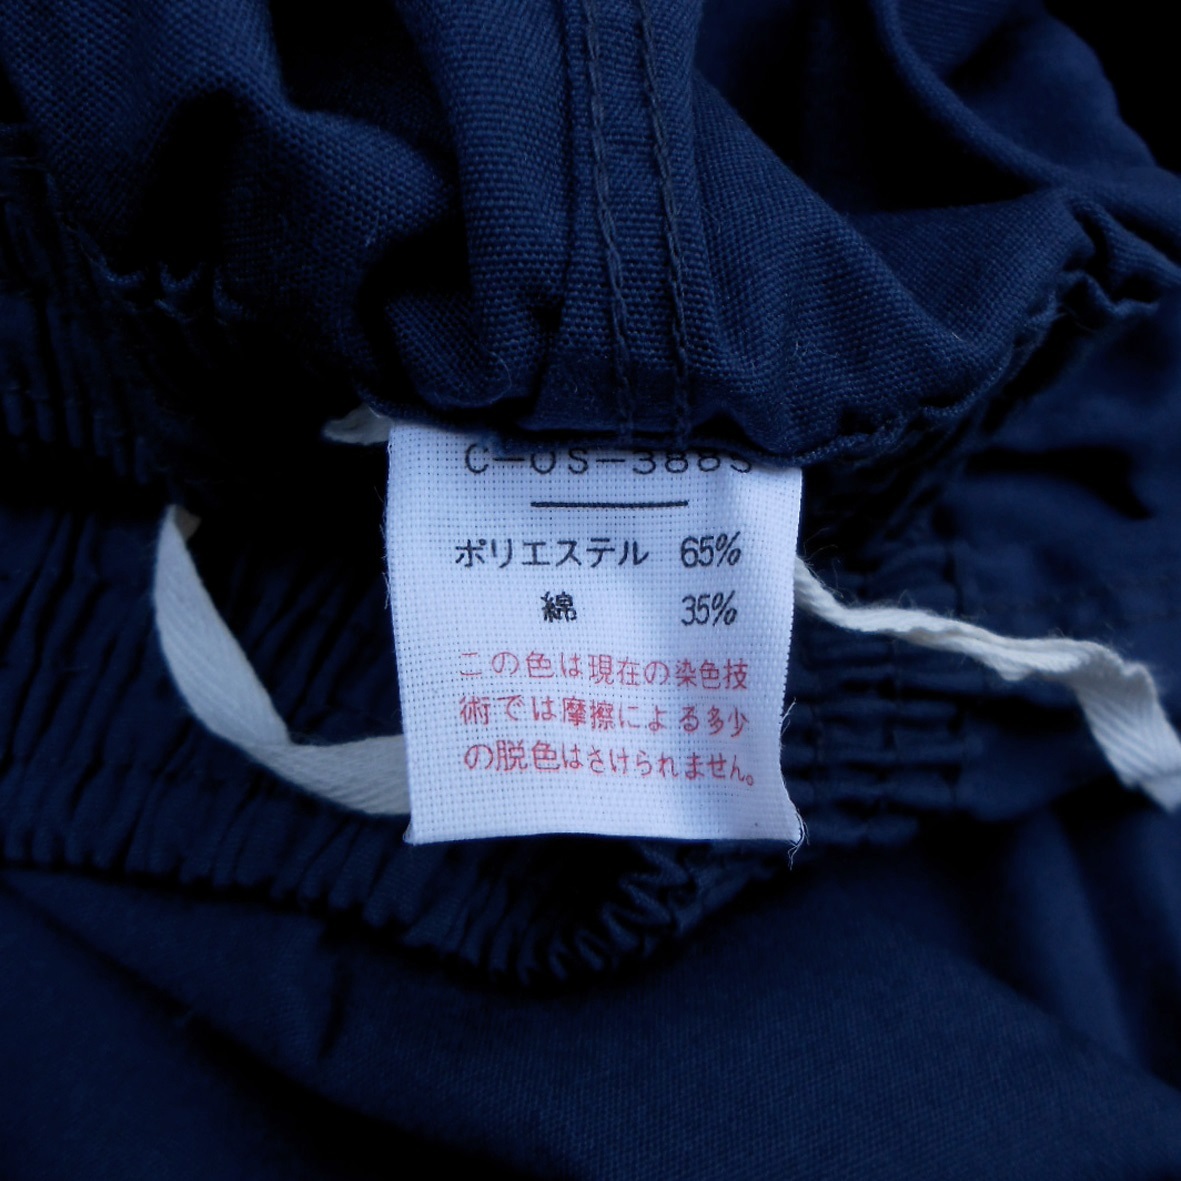 C-OS-388S
ポリエステル 65%
綿 35%
この色は現在の染色技
術では摩擦による多少
の脱色はさけられません。